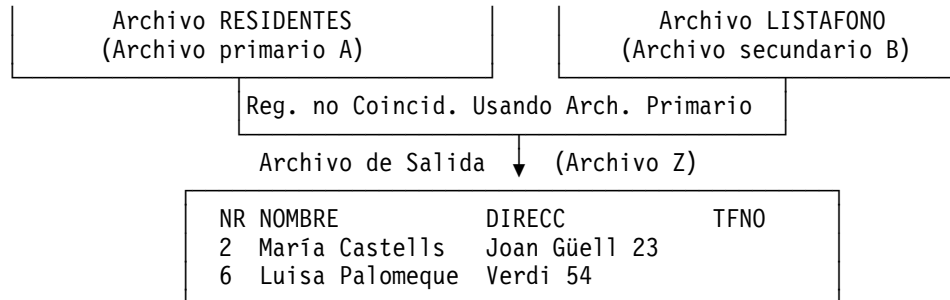 Archivo RESIDENTES
(Archivo primario A)
Archivo LISTAFONO
(Archivo secundario B)
Reg. no Coincid. Usando Arch. Primario
Archivo de Salida (Archivo Z)
NR NOMBRE DIRECC TFNO
2 María Castells Joan Güell 23
6 Luisa Palomeque Verdi 54